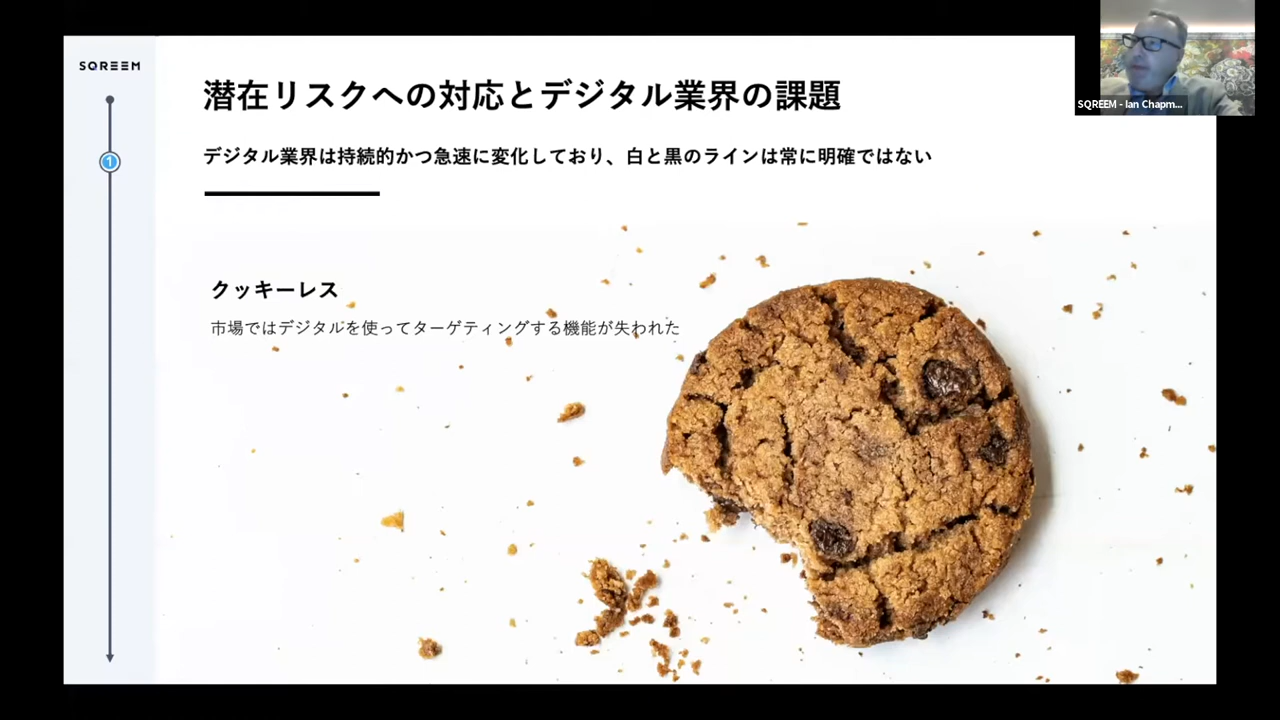 SQREEM
潜在リスクへの対応とデジタル業界の課題
デジタル業界は持続的かつ急速に変化しており、白と黒のラインは常に明確ではない
1
クッキーレス
市場ではデジタルを使ってターゲティングする機能が失われた
SQREEM - Ian Chapm...